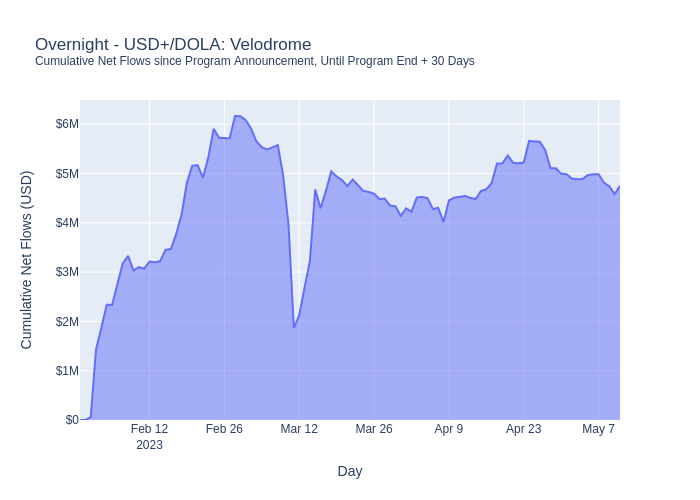 Overnight - USD+/DOLA: Velodrome
Cumulative Net Flows since Program Announcement, Until Program End + 30 Days
Cumulative Net Flows (USD)
$6M
$5M
$4M
$3M
$2M
$1M
$0
Feb 12 Feb 26 Mar 12 Mar 26 Apr 9 Apr 23 May 7
2023
Day